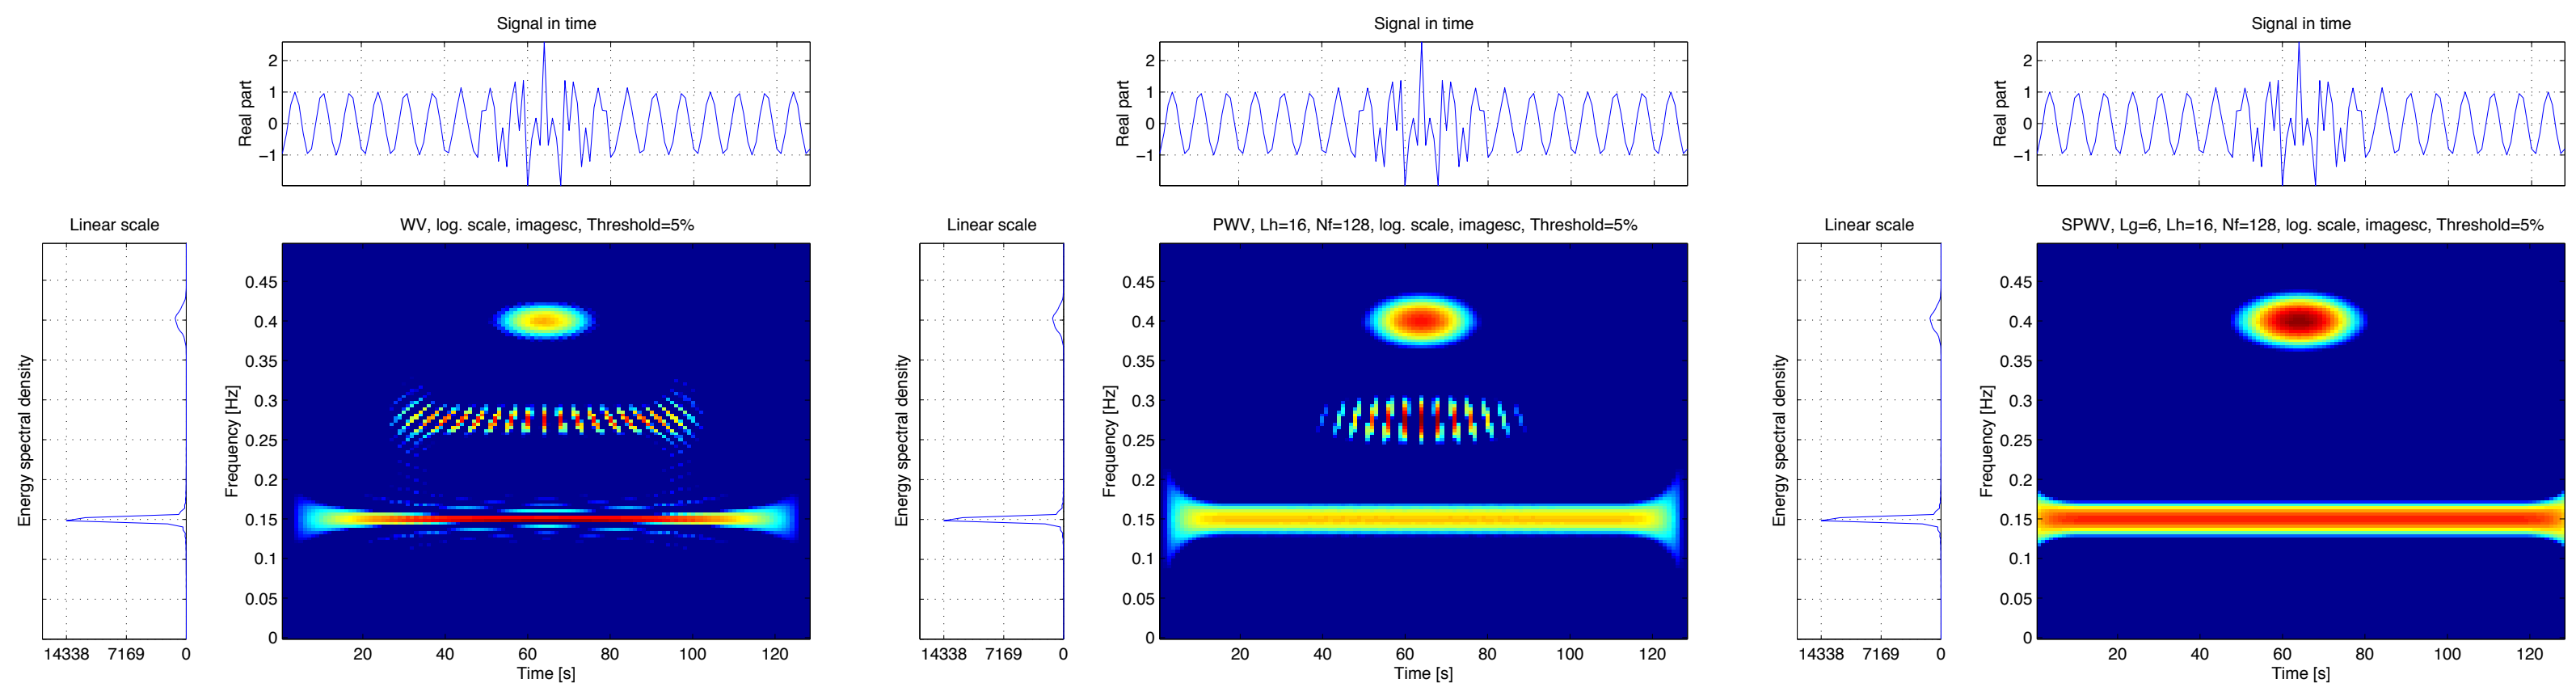 Signal in time
Real part
2
1
0
−1
Linear scale
Energy spectral density
14338 7169 0
WV, log. scale, imagesc, Threshold=5%
Frequency [Hz]
0.45
0.4
0.35
0.3
0.25
0.2
0.15
0.1
0.05
0
20 40 60 80 100 120
Time [s]
Signal in time
Real part
2
1
0
−1
Linear scale
Energy spectral density
14338 7169 0
PWV, Lh=16, Nf=128, log. scale, imagesc, Threshold=5%
Frequency [Hz]
0.45
0.4
0.35
0.3
0.25
0.2
0.15
0.1
0.05
0
20 40 60 80 100 120
Time [s]
Signal in time
Real part
2
1
0
−1
Linear scale
Energy spectral density
14338 7169 0
SPWV, Lg=6, Lh=16, Nf=128, log. scale, imagesc, Threshold=5%
Frequency [Hz]
0.45
0.4
0.35
0.3
0.25
0.2
0.15
0.1
0.05
0
20 40 60 80 100 120
Time [s]